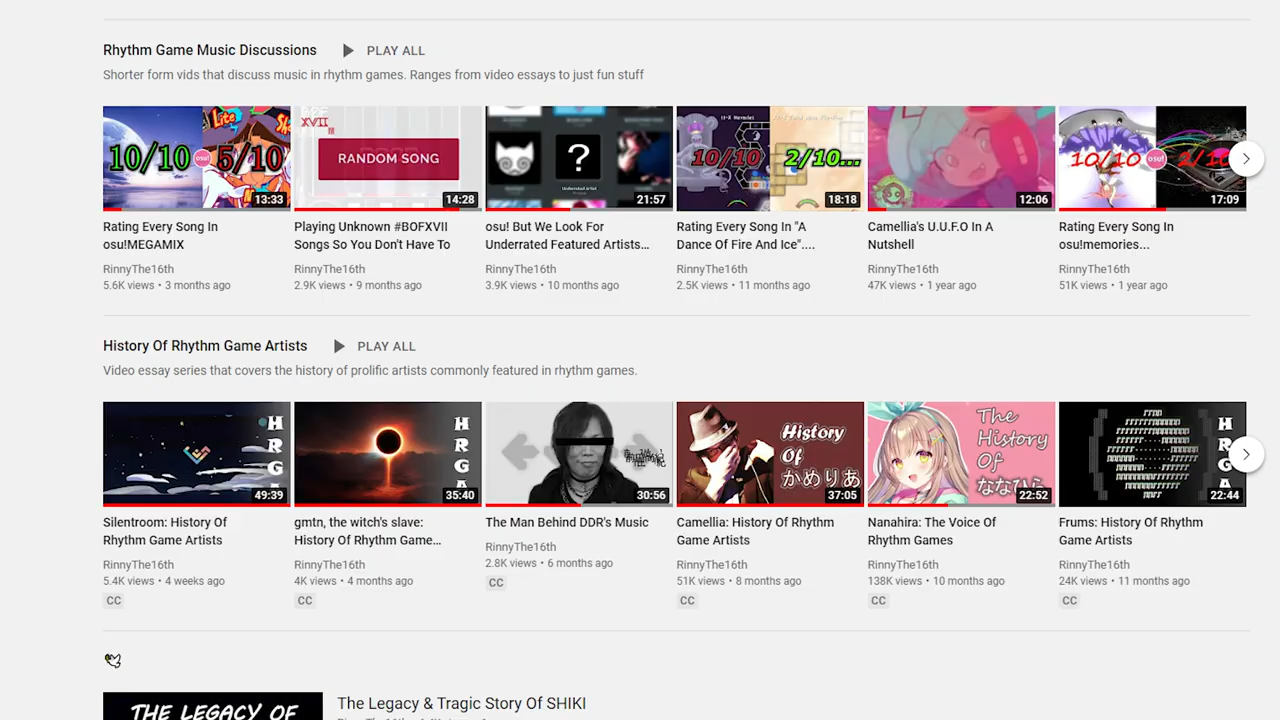 Rhythm Game Music Discussions PLAY ALL
Shorter form vids that discuss music in rhythm games. Ranges from video essays to just fun stuff
10/10 osu! 5/10
13:33
XVII
RANDOM SONG
14:28
?
21:57
10/10 2/10...
18:18
12:06
10/10 osu! 2/10
17:09
Rating Every Song In
osu!MEGAMIX
RinnyThe16th
5.6K views • 3 months ago
Playing Unknown #BOFXVII
Songs So You Don't Have To
RinnyThe16th
2.9K views • 9 months ago
osu! But We Look For
Underrated Featured Artists…
RinnyThe16th
3.9K views • 10 months ago
Rating Every Song In "A
Dance Of Fire And Ice"....
RinnyThe16th
2.5K views • 11 months ago
Camellia's U.U.F.O In A
Nutshell
RinnyThe16th
47K views • 1 year ago
Rating Every Song In
osu!memories...
RinnyThe16th
51K views • 1 year ago
History Of Rhythm Game Artists PLAY ALL
Video essay series that covers the history of prolific artists commonly featured in rhythm games.
HRG
49:39
HRG
35:40
30:56
History
Of
かめりあ
37:05
The
History
Of
ななひら
22:52
HRG
22:44
Silentroom: History Of
Rhythm Game Artists
RinnyThe16th
5.4K views • 4 weeks ago
CC
gmtn, the witch's slave:
History Of Rhythm Game…
RinnyThe16th
4K views • 4 months ago
CC
The Man Behind DDR's Music
RinnyThe16th
2.8K views • 6 months ago
CC
Camellia: History Of Rhythm
Game Artists
RinnyThe16th
51K views • 8 months ago
CC
Nanahira: The Voice Of
Rhythm Games
RinnyThe16th
138K views • 10 months ago
CC
Frums: History Of Rhythm
Game Artists
RinnyThe16th
24K views • 11 months ago
CC
THE LEGACY OF
The Legacy & Tragic Story Of SHIKI